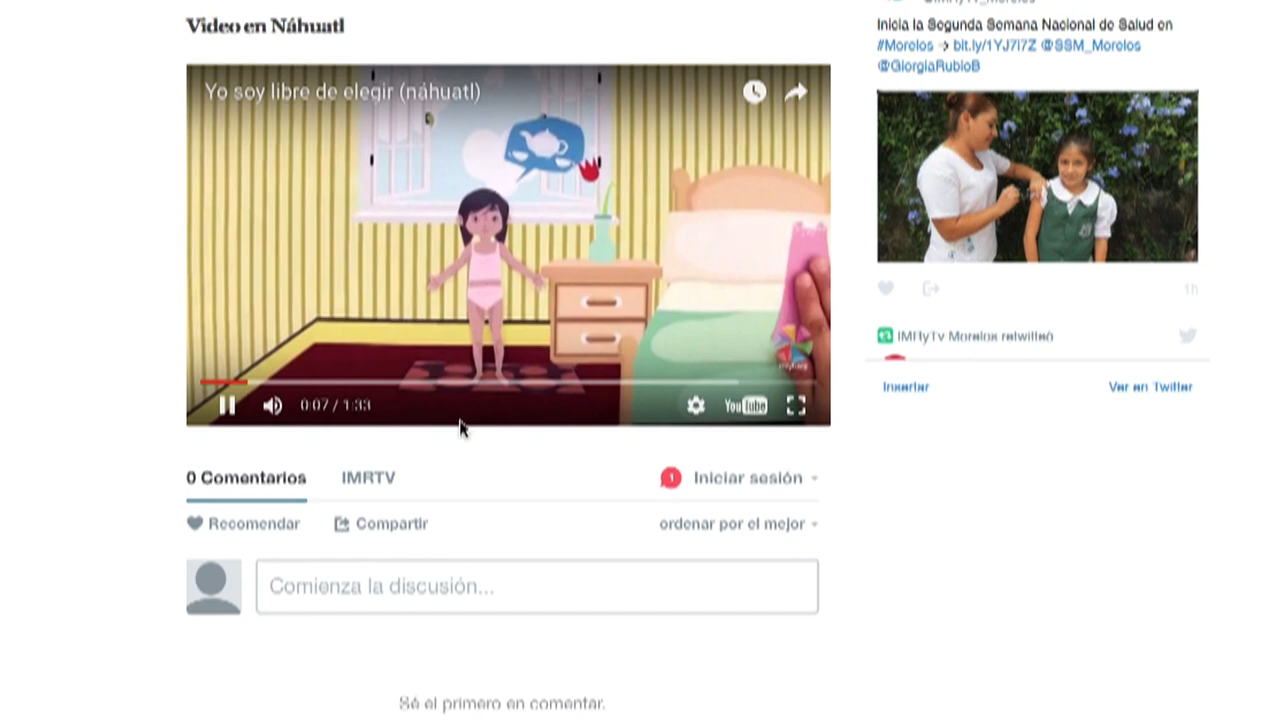 Video en Náhuatl
Yo soy libre de elegir (náhuatl)
0:07 / 1:33
YouTube
0 Comentarios
IMRTV
1
Iniciar sesión
Recomendar
Compartir
ordenar por el mejor
Comienza la discusión...
Sé el primero en comentar.
Inicia la Segunda Semana Nacional de Salud en
#Morelos → bit.ly/1YJ7I7Z @SSM_Morelos
@GiorgiaRubioB
1h
IMRyTv Morelos retwitteó
Insertar
Ver en Twitter